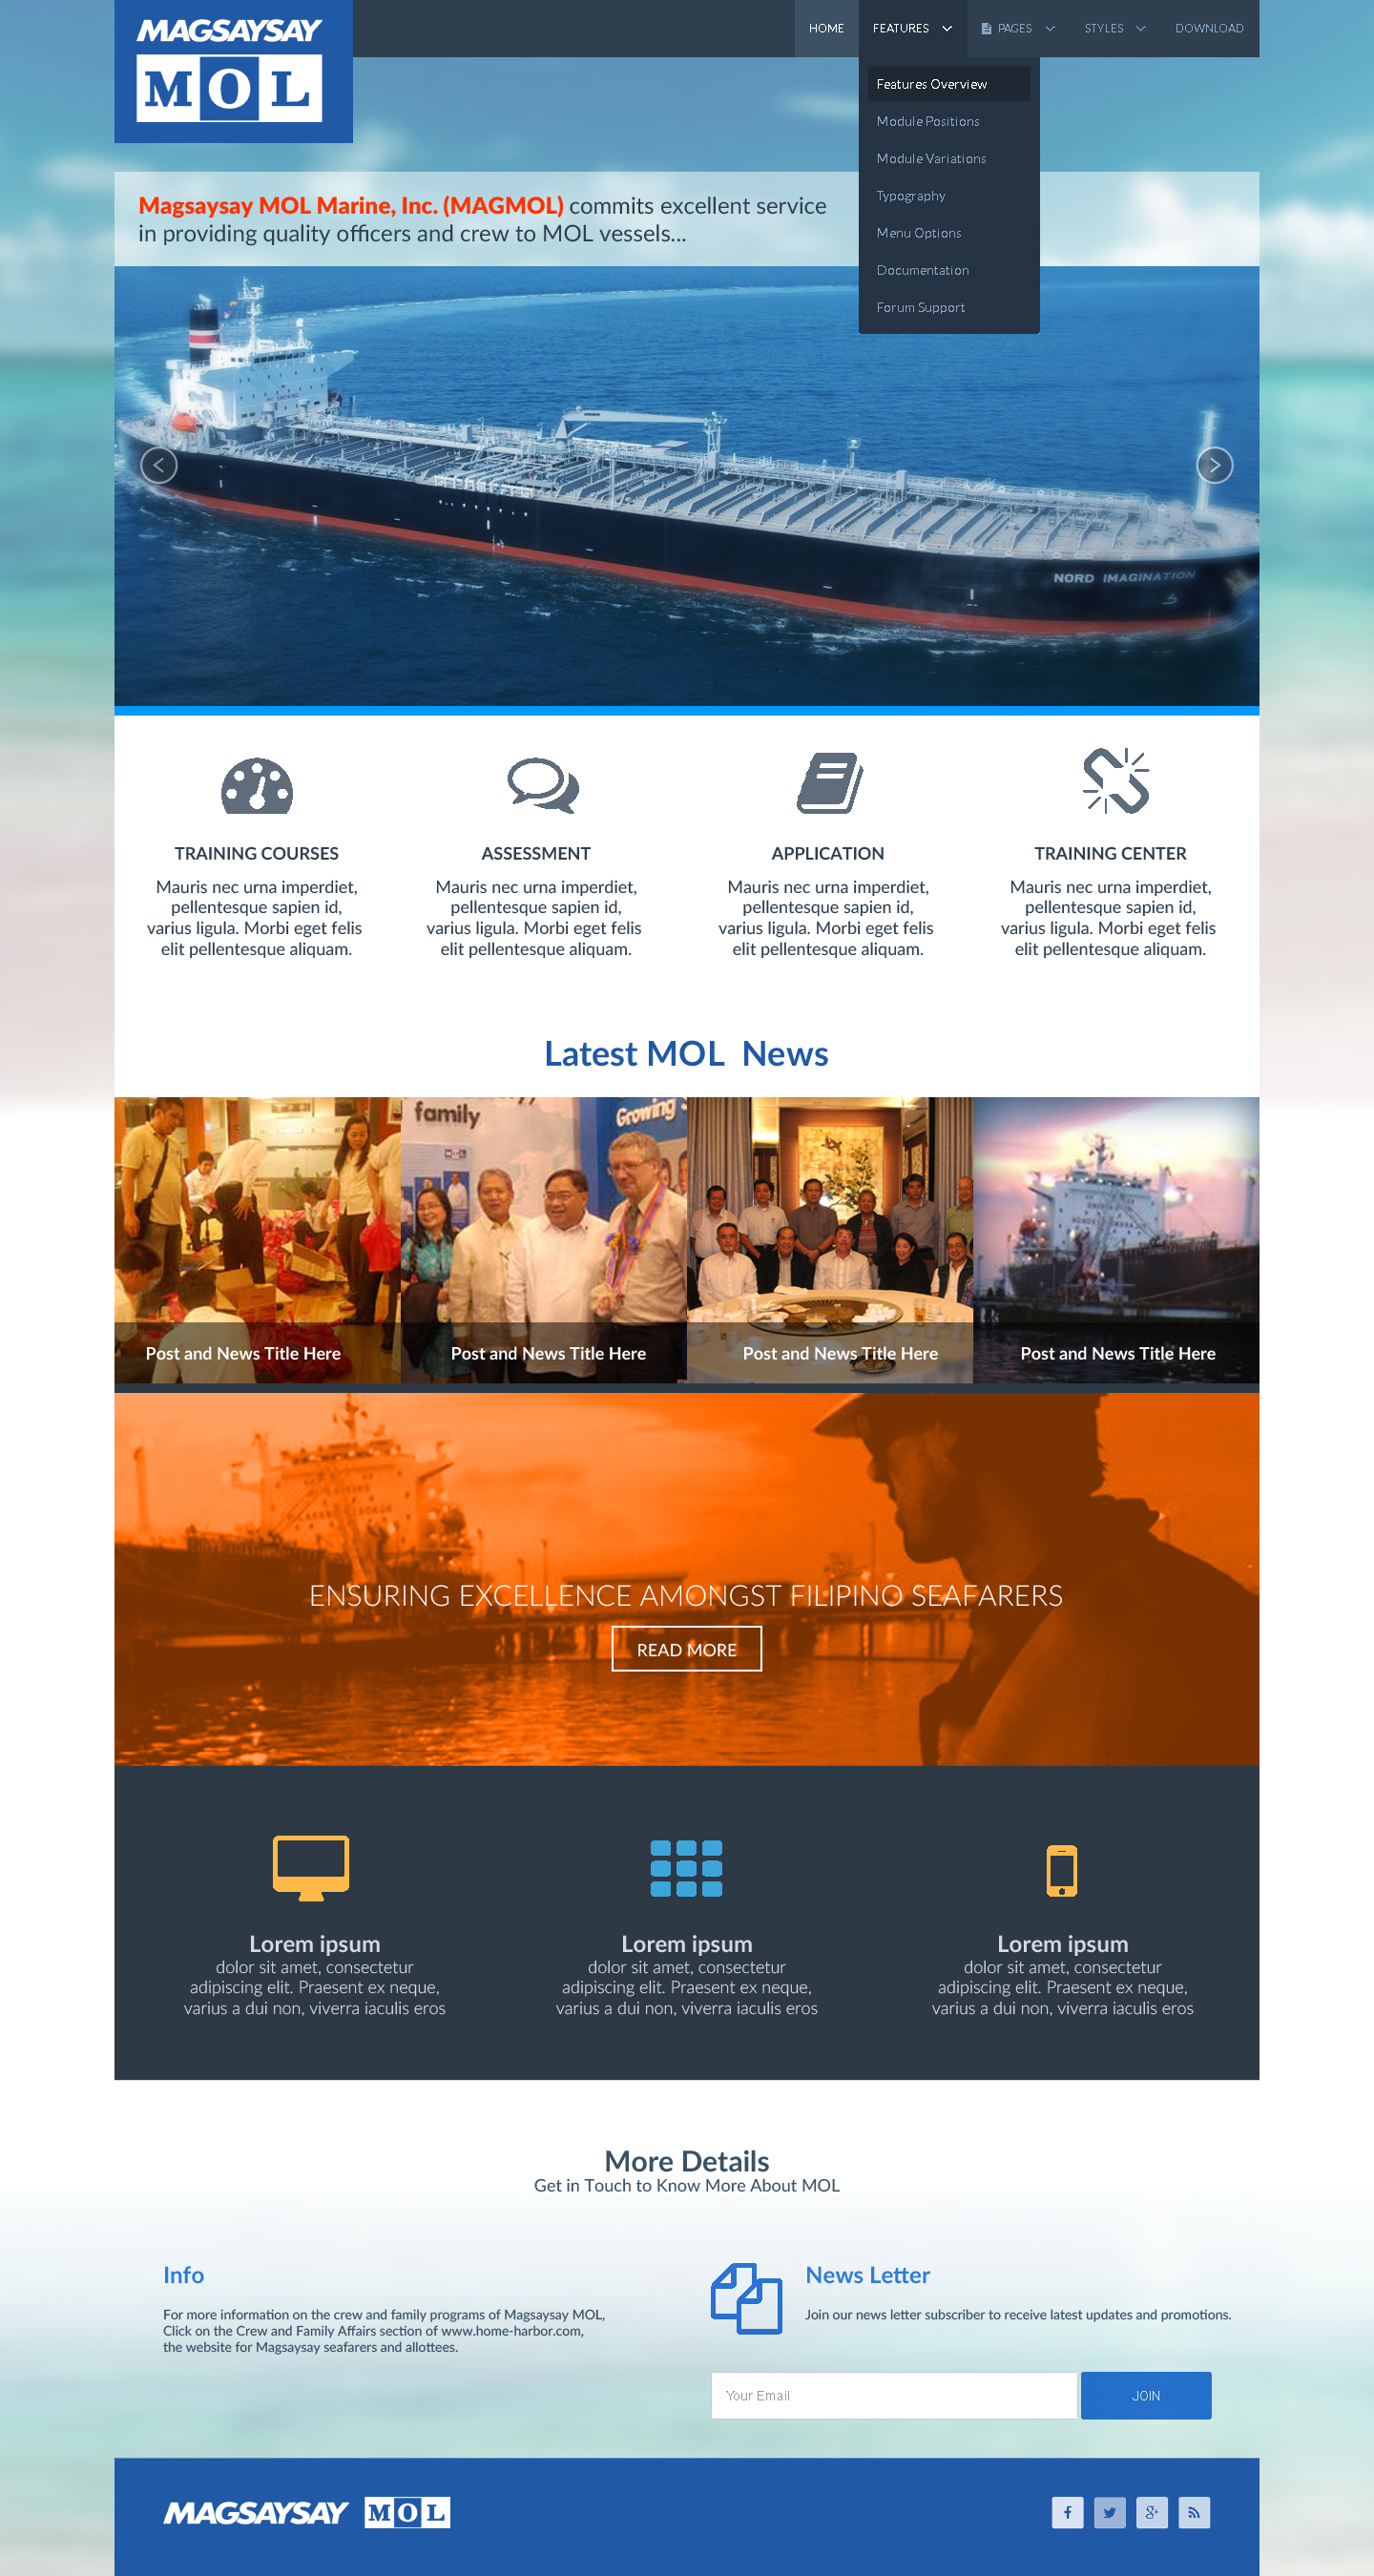 MAGSAYSAY
MOL
HOME FEATURES PAGES STYLES DOWNLOAD
Features Overview
Module Positions
Module Variations
Typography
Menu Options
Documentation
Forum Support
Magsaysay MOL Marine, Inc. (MAGMOL) commits excellent service
in providing quality officers and crew to MOL vessels...
NORD IMAGINATION
TRAINING COURSES
Mauris nec urna imperdiet,
pellentesque sapien id,
varius ligula. Morbi eget felis
elit pellentesque aliquam.
ASSESSMENT
Mauris nec urna imperdiet,
pellentesque sapien id,
varius ligula. Morbi eget felis
elit pellentesque aliquam.
APPLICATION
Mauris nec urna imperdiet,
pellentesque sapien id,
varius ligula. Morbi eget felis
elit pellentesque aliquam.
TRAINING CENTER
Mauris nec urna imperdiet,
pellentesque sapien id,
varius ligula. Morbi eget felis
elit pellentesque aliquam.
Latest MOL News
family
Growing
MOL
Post and News Title Here
Post and News Title Here
Post and News Title Here
Post and News Title Here
ENSURING EXCELLENCE AMONGST FILIPINO SEAFARERS
READ MORE
Lorem ipsum
dolor sit amet, consectetur
adipiscing elit. Praesent ex neque,
varius a dui non, viverra iaculis eros
Lorem ipsum
dolor sit amet, consectetur
adipiscing elit. Praesent ex neque,
varius a dui non, viverra iaculis eros
Lorem ipsum
dolor sit amet, consectetur
adipiscing elit. Praesent ex neque,
varius a dui non, viverra iaculis eros
More Details
Get in Touch to Know More About MOL
Info
For more information on the crew and family programs of Magsaysay MOL,
Click on the Crew and Family Affairs section of www.home-harbor.com,
the website for Magsaysay seafarers and allottees.
News Letter
Join our news letter subscriber to receive latest updates and promotions.
Your Email
JOIN
MAGSAYSAY MOL